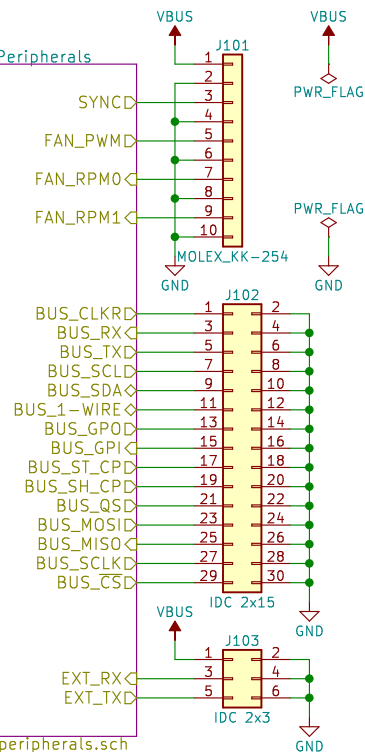 VBUS VBUS
Peripherals J101
1
2
SYNC 3
4
PWR_FLAG
FAN_PWM 5
6
FAN_RPM0 7
8
PWR_FLAG
FAN_RPM1 9
10
MOLEX_KK-254
GND GND
J102
BUS_CLKR 1 2
BUS_RX 3 4
BUS_TX 5 6
BUS_SCL 7 8
BUS_SDA 9 10
BUS_1-WIRE 11 12
BUS_GPO 13 14
BUS_GPI 15 16
BUS_ST_CP 17 18
BUS_SH_CP 19 20
BUS_QS 21 22
BUS_MOSI 23 24
BUS_MISO 25 26
BUS_SCLK 27 28
BUS_C̅S̅ 29 30
IDC 2x15
VBUS
GND
J103
1 2
EXT_RX 3 4
EXT_TX 5 6
IDC 2x3
peripherals.sch GND